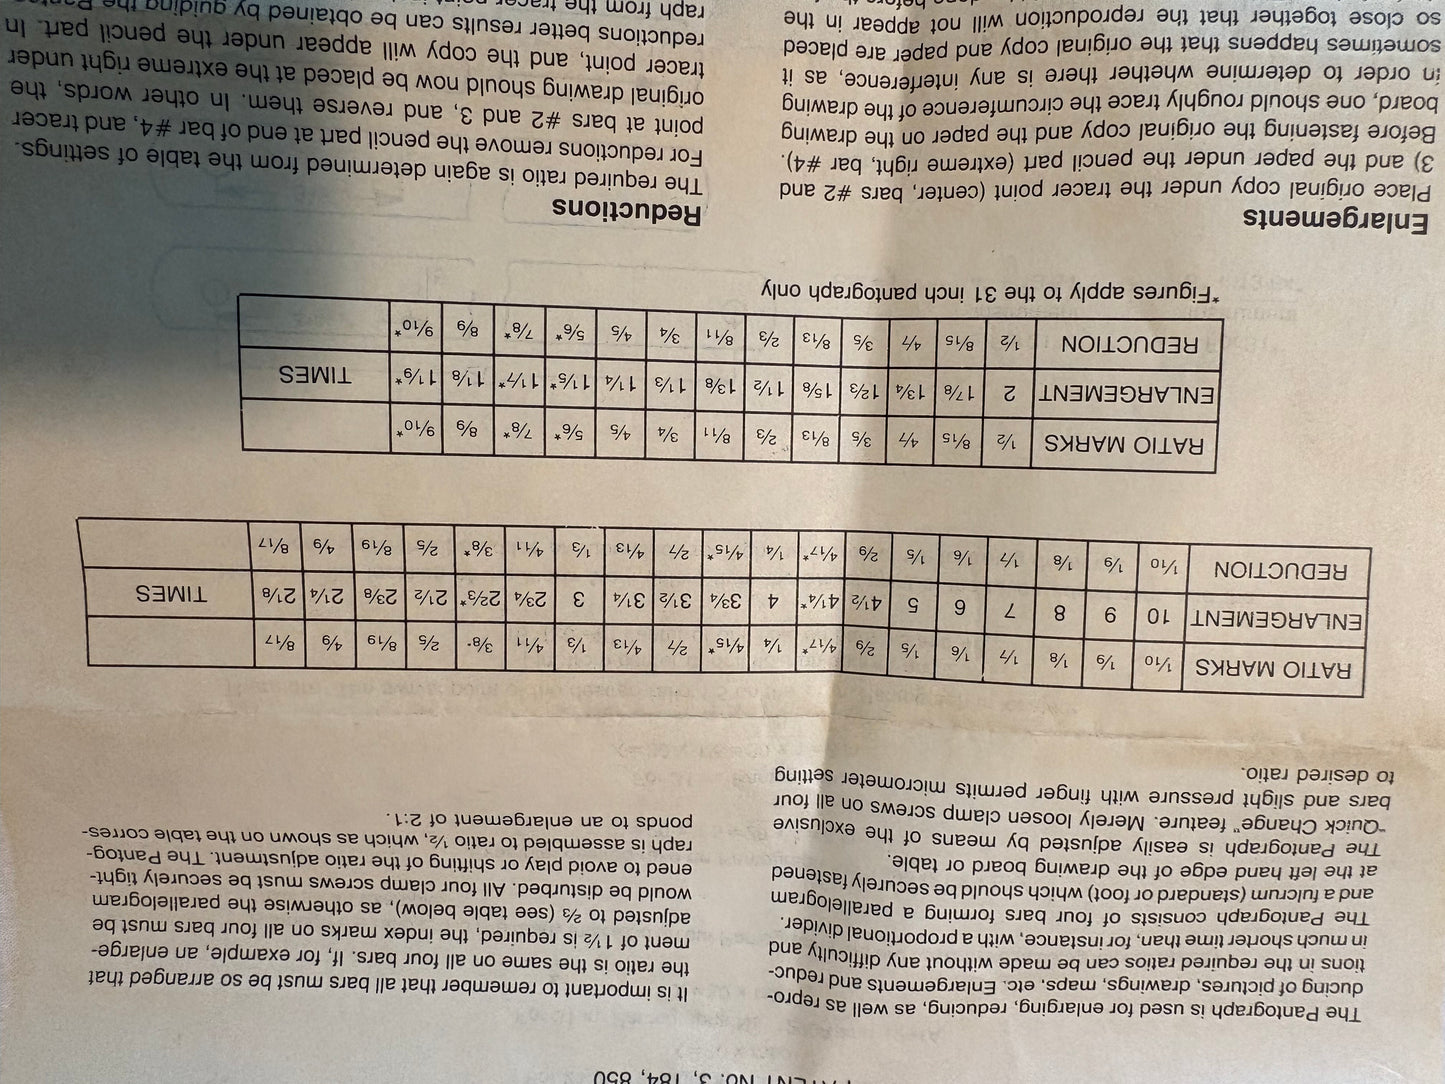 NO. 3, 184, 850
The Pantograph is used for enlarging, reducing, as well as repro-
ducing of pictures, drawings, maps, etc. Enlargements and reduc-
tions in the required ratios can be made without any difficulty and
in much shorter time than, for instance, with a proportional divider.
The Pantograph consists of four bars forming a parallelogram
and a fulcrum (standard or foot) which should be securely fastened
at the left hand edge of the drawing board or table.
The Pantograph is easily adjusted by means of the exclusive
"Quick Change" feature. Merely loosen clamp screws on all four
bars and slight pressure with finger permits micrometer setting
to desired ratio.
It is important to remember that all bars must be so arranged that
the ratio is the same on all four bars. If, for example, an enlarge-
ment of 1½ is required, the index marks on all four bars must be
adjusted to ⅔ (see table below), as otherwise the parallelogram
would be disturbed. All four clamp screws must be securely tight-
ened to avoid play or shifting of the ratio adjustment. The Pantog-
raph is assembled to ratio ½, which as shown on the table corres-
ponds to an enlargement of 2:1.
RATIO MARKS 1/10 1/9 1/8 1/7 1/6 1/5 2/9 4/17* 1/4 4/15* 2/7 4/13 1/3 4/11 3/8* 2/5 8/19 4/9 8/17
ENLARGEMENT 10 9 8 7 6 5 4½ 4¼* 4 3¾ 3½ 3¼ 3 2¾ 2⅔* 2½ 2⅜ 2¼ 2⅛ TIMES
REDUCTION 1/10 1/9 1/8 1/7 1/6 1/5 2/9 4/17* 1/4 4/15* 2/7 4/13 1/3 4/11 3/8* 2/5 8/19 4/9 8/17
RATIO MARKS 1/2 8/15 4/7 3/5 8/13 2/3 8/11 3/4 4/5 5/6* 7/8* 8/9 9/10*
ENLARGEMENT 2 1⅞ 1¾ 1⅔ 1⅝ 1½ 1⅜ 1⅓ 1¼ 1⅕* 1 1/7* 1⅛ 1 1/9* TIMES
REDUCTION 1/2 8/15 4/7 3/5 8/13 2/3 8/11 3/4 4/5 5/6* 7/8* 8/9 9/10*
*Figures apply to the 31 inch pantograph only
Enlargements
Place original copy under the tracer point (center, bars #2 and
3) and the paper under the pencil part (extreme right, bar #4).
Before fastening the original copy and the paper on the drawing
board, one should roughly trace the circumference of the drawing
in order to determine whether there is any interference, as it
sometimes happens that the original copy and paper are placed
so close together that the reproduction will not appear in the
Reductions
The required ratio is again determined from the table of settings.
For reductions remove the pencil part at end of bar #4, and tracer
point at bars #2 and 3, and reverse them. In other words, the
original drawing should now be placed at the extreme right under
tracer point, and the copy will appear under the pencil part. In
reductions better results can be obtained by guiding the
raph from the tracer